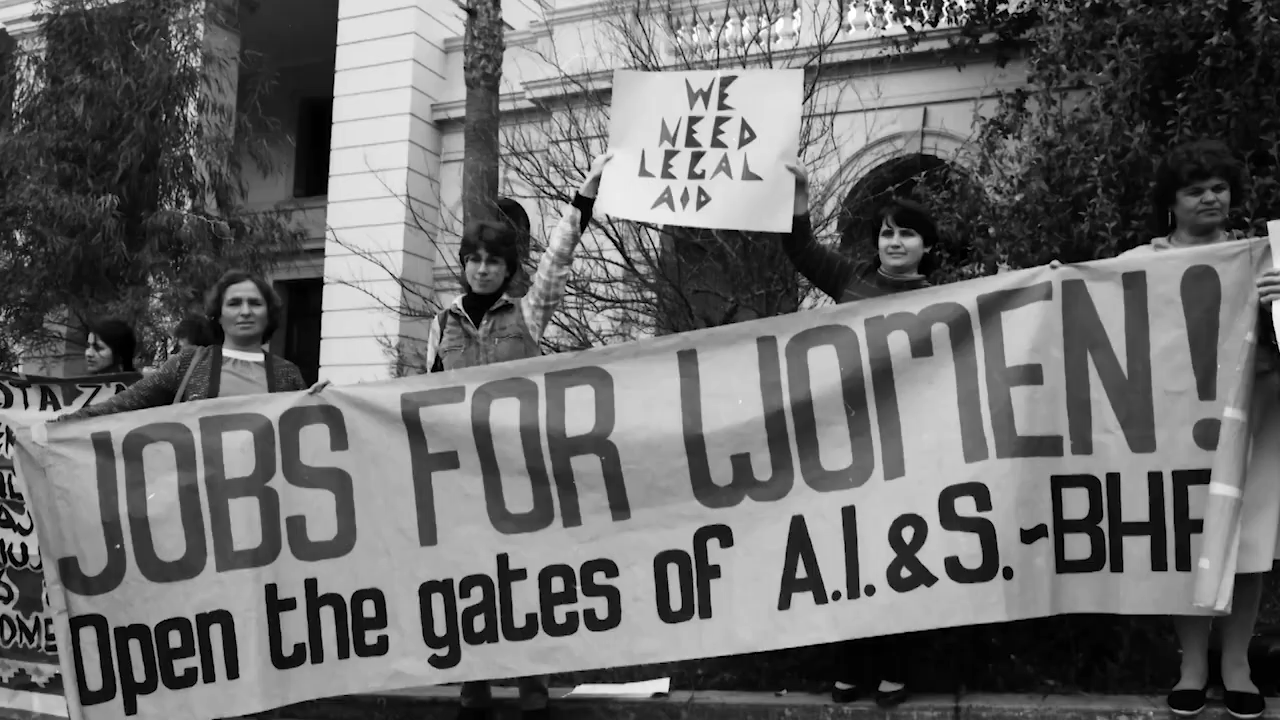 WE
NEED
LEGAL
AID
JOBS FOR WOMEN!
Open the gates of A.I.&S.~BHP